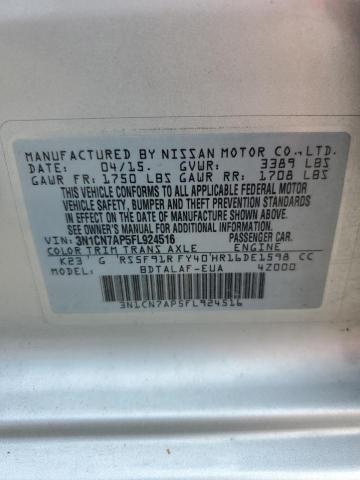 MANUFACTURED BY NISSAN MOTOR CO., LTD.
DATE: 04/15. GVWR: 3389 LBS
GAWR FR: 1750 LBS GAWR RR: 1708 LBS
THIS VEHICLE CONFORMS TO ALL APPLICABLE FEDERAL MOTOR
VEHICLE SAFETY, BUMPER AND THEFT PREVENTION STANDARDS
IN EFFECT ON THE DATE OF MANUFACTURE SHOWN ABOVE.
SEE OWNER'S MANUAL FOR ADDITIONAL INFORMATION.
VIN: 3N1CN7AP5FL924516 PASSENGER CAR.
COLOR TRIM TRANS AXLE ENGINE
K23 G RS5F91R FY40 HR16DE1598 CC
MODEL: BDTALAF-EUA 4Z000
3N1CN7AP5FL924516